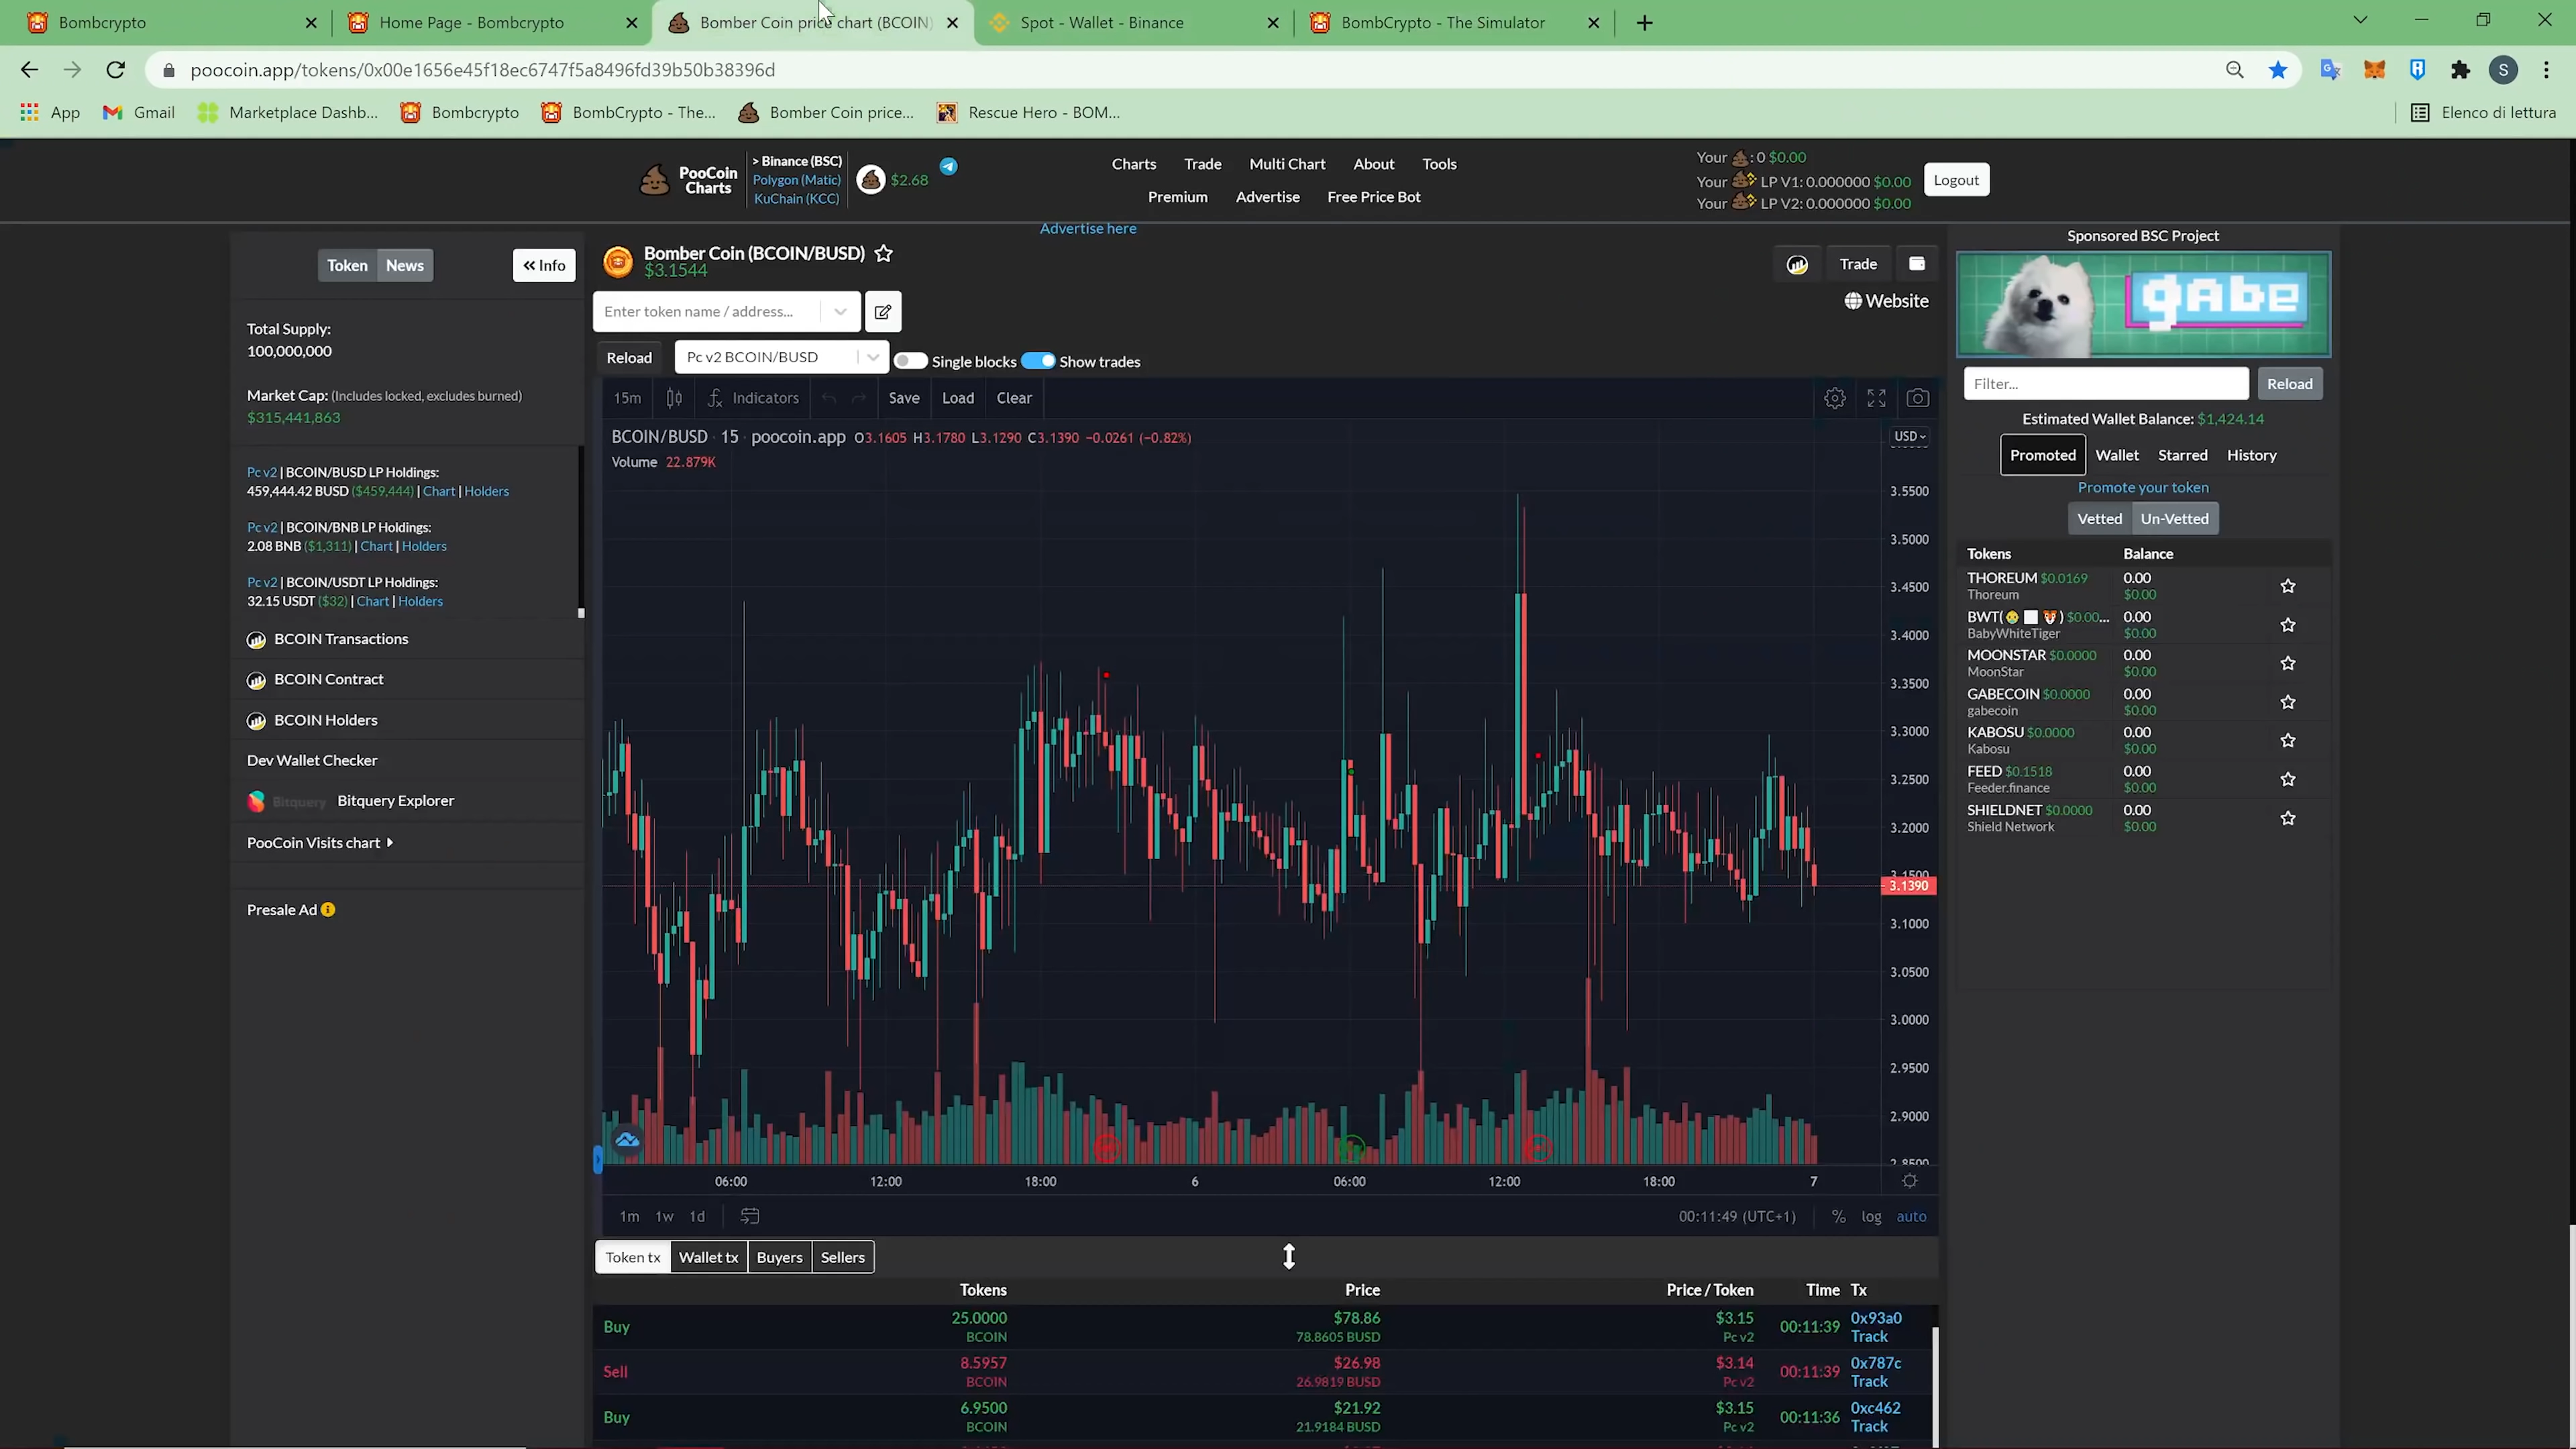 Bombcrypto
Home Page - Bombcrypto
Bomber Coin price chart (BCOIN)
Spot - Wallet - Binance
BombCrypto - The Simulator
poocoin.app/tokens/0x00e1656e45f18ec6747f5a8496fd39b50b38396d
S
App
Gmail
Marketplace Dashb...
Bombcrypto
BombCrypto - The...
Bomber Coin price...
Rescue Hero - BOM...
Elenco di lettura
PooCoin
Charts
> Binance (BSC)
Polygon (Matic)
KuChain (KCC)
$2.68
Charts Trade Multi Chart About Tools
Premium Advertise Free Price Bot
Your : 0 $0.00
Your LP V1: 0.000000 $0.00
Your LP V2: 0.000000 $0.00
Logout
Advertise here
Token News
« Info
Total Supply:
100,000,000
Market Cap: (Includes locked, excludes burned)
$315,441,863
Pc v2 | BCOIN/BUSD LP Holdings:
459,444.42 BUSD ($459,444) | Chart | Holders
Pc v2 | BCOIN/BNB LP Holdings:
2.08 BNB ($1,311) | Chart | Holders
Pc v2 | BCOIN/USDT LP Holdings:
32.15 USDT ($32) | Chart | Holders
BCOIN Transactions
BCOIN Contract
BCOIN Holders
Dev Wallet Checker
Bitquery Bitquery Explorer
PooCoin Visits chart
Presale Ad
Bomber Coin (BCOIN/BUSD)
$3.1544
Trade
Website
Enter token name / address...
Reload
Pc v2 BCOIN/BUSD
Single blocks
Show trades
15m
Indicators
Save
Load
Clear
BCOIN/BUSD · 15 · poocoin.app O3.1605 H3.1780 L3.1290 C3.1390 −0.0261 (−0.82%)
Volume 22.879K
USD
3.5500
3.5000
3.4500
3.4000
3.3500
3.3000
3.2500
3.2000
3.1500
3.1390
3.1000
3.0500
3.0000
2.9500
2.9000
2.8500
06:00 12:00 18:00 6 06:00 12:00 18:00 7
1m 1w 1d
00:11:49 (UTC+1)
% log auto
Token tx Wallet tx Buyers Sellers
Tokens Price Price / Token Time Tx
Buy 25.0000 $78.86 $3.15 00:11:39 0x93a0
BCOIN 78.8605 BUSD Pc v2 Track
Sell 8.5957 $26.98 $3.14 00:11:39 0x787c
BCOIN 26.9819 BUSD Pc v2 Track
Buy 6.9500 $21.92 $3.15 00:11:36 0xc462
BCOIN 21.9184 BUSD Pc v2 Track
Sponsored BSC Project
gAbe
Filter...
Reload
Estimated Wallet Balance: $1,424.14
Promoted Wallet Starred History
Promote your token
Vetted Un-Vetted
Tokens Balance
THOREUM $0.0169 0.00
Thoreum $0.00
BWT( ) $0.00... 0.00
BabyWhiteTiger $0.00
MOONSTAR $0.0000 0.00
MoonStar $0.00
GABECOIN $0.0000 0.00
gabecoin $0.00
KABOSU $0.0000 0.00
Kabosu $0.00
FEED $0.1518 0.00
Feeder.finance $0.00
SHIELDNET $0.0000 0.00
Shield Network $0.00